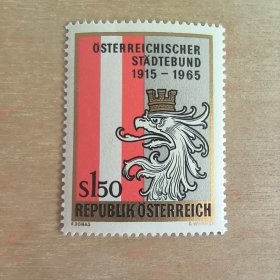 ÖSTERREICHISCHER
STÄDTEBUND
1915 – 1965
S1.50
REPUBLIK ÖSTERREICH